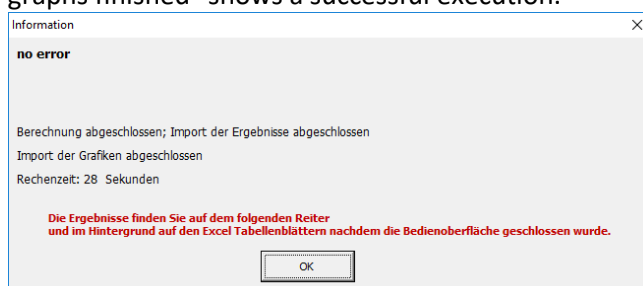 graphs finished" shows a successful execution.
Information
no error
Berechnung abgeschlossen; Import der Ergebnisse abgeschlossen
Import der Grafiken abgeschlossen
Rechenzeit: 28 Sekunden
Die Ergebnisse finden Sie auf dem folgenden Reiter
und im Hintergrund auf den Excel Tabellenblättern nachdem die Bedienoberfläche geschlossen wurde.
OK